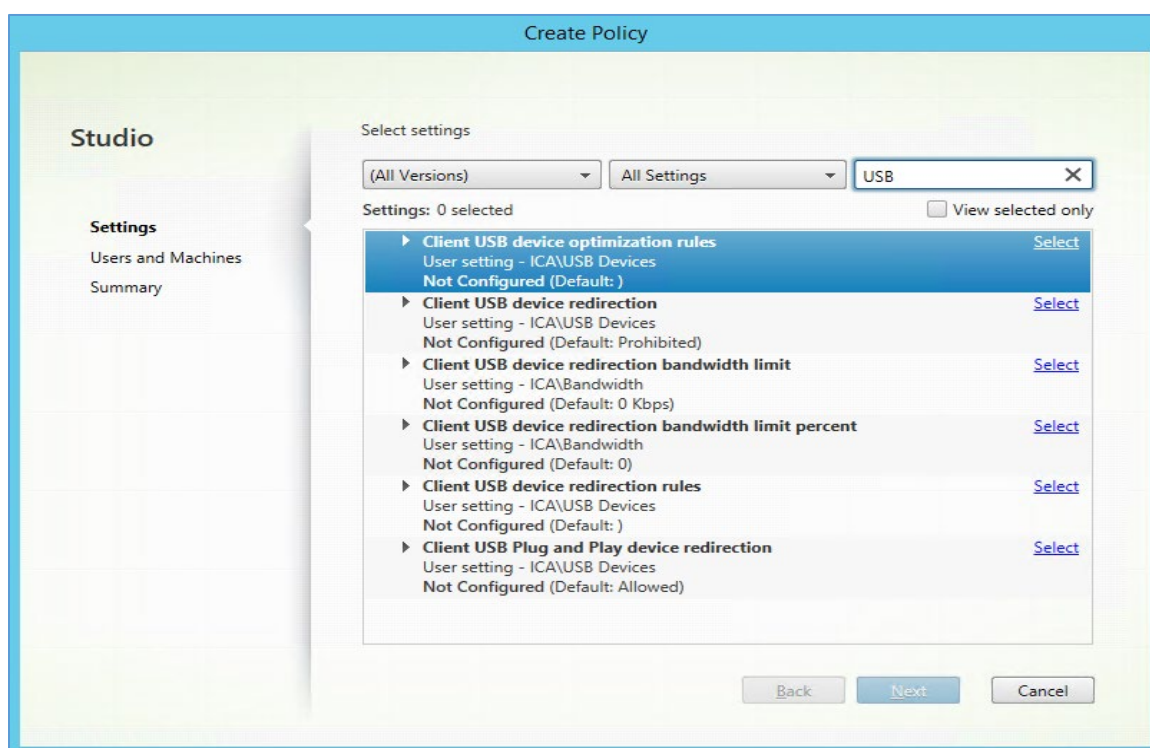 Create Policy
Studio
Settings
Users and Machines
Summary
Select settings
(All Versions)
All Settings
USB
Settings: 0 selected
View selected only
Client USB device optimization rules
Select
User setting - ICA\USB Devices
Not Configured (Default: )
Client USB device redirection
Select
User setting - ICA\USB Devices
Not Configured (Default: Prohibited)
Client USB device redirection bandwidth limit
Select
User setting - ICA\Bandwidth
Not Configured (Default: 0 Kbps)
Client USB device redirection bandwidth limit percent
Select
User setting - ICA\Bandwidth
Not Configured (Default: 0)
Client USB device redirection rules
Select
User setting - ICA\USB Devices
Not Configured (Default: )
Client USB Plug and Play device redirection
Select
User setting - ICA\USB Devices
Not Configured (Default: Allowed)
Back
Next
Cancel